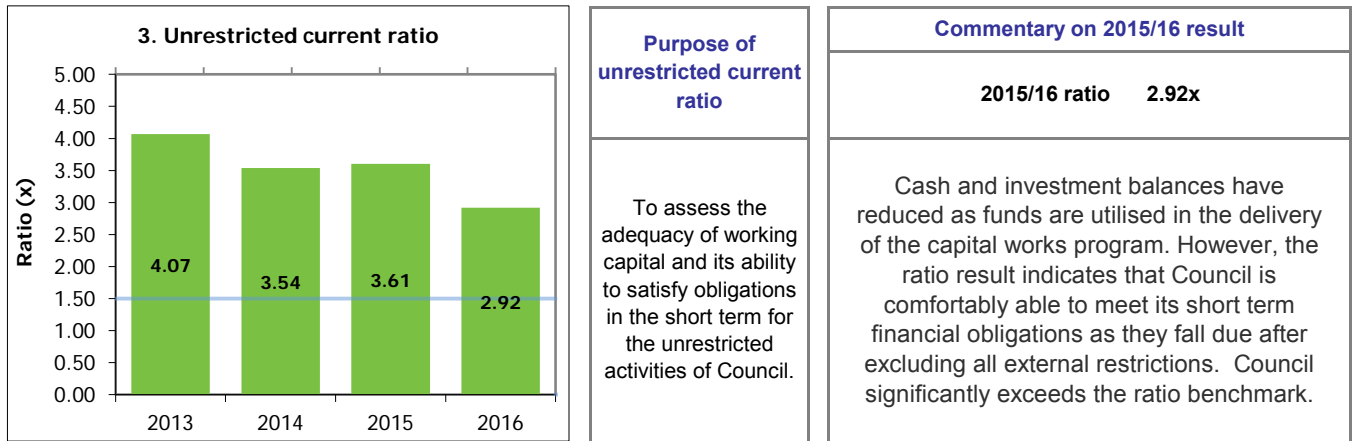 3. Unrestricted current ratio
5.00
4.50
4.00
3.50
3.00
2.50
2.00
1.50
1.00
0.50
0.00
Ratio (x)
4.07
3.54
3.61
2.92
2013
2014
2015
2016
Purpose of
unrestricted current
ratio
To assess the
adequacy of working
capital and its ability
to satisfy obligations
in the short term for
the unrestricted
activities of Council.
Commentary on 2015/16 result
2015/16 ratio 2.92x
Cash and investment balances have
reduced as funds are utilised in the delivery
of the capital works program. However, the
ratio result indicates that Council is
comfortably able to meet its short term
financial obligations as they fall due after
excluding all external restrictions. Council
significantly exceeds the ratio benchmark.